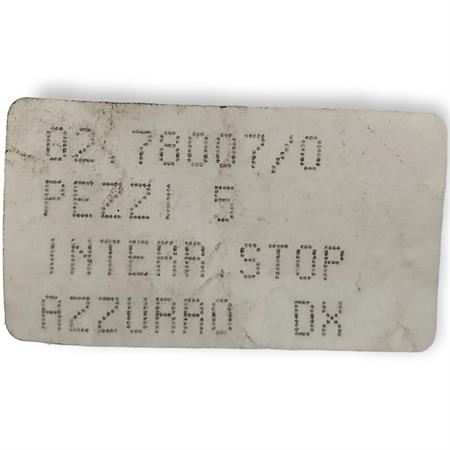 02.78007/0
PEZZI 5
INTERR.STOP
AZZURRO DX